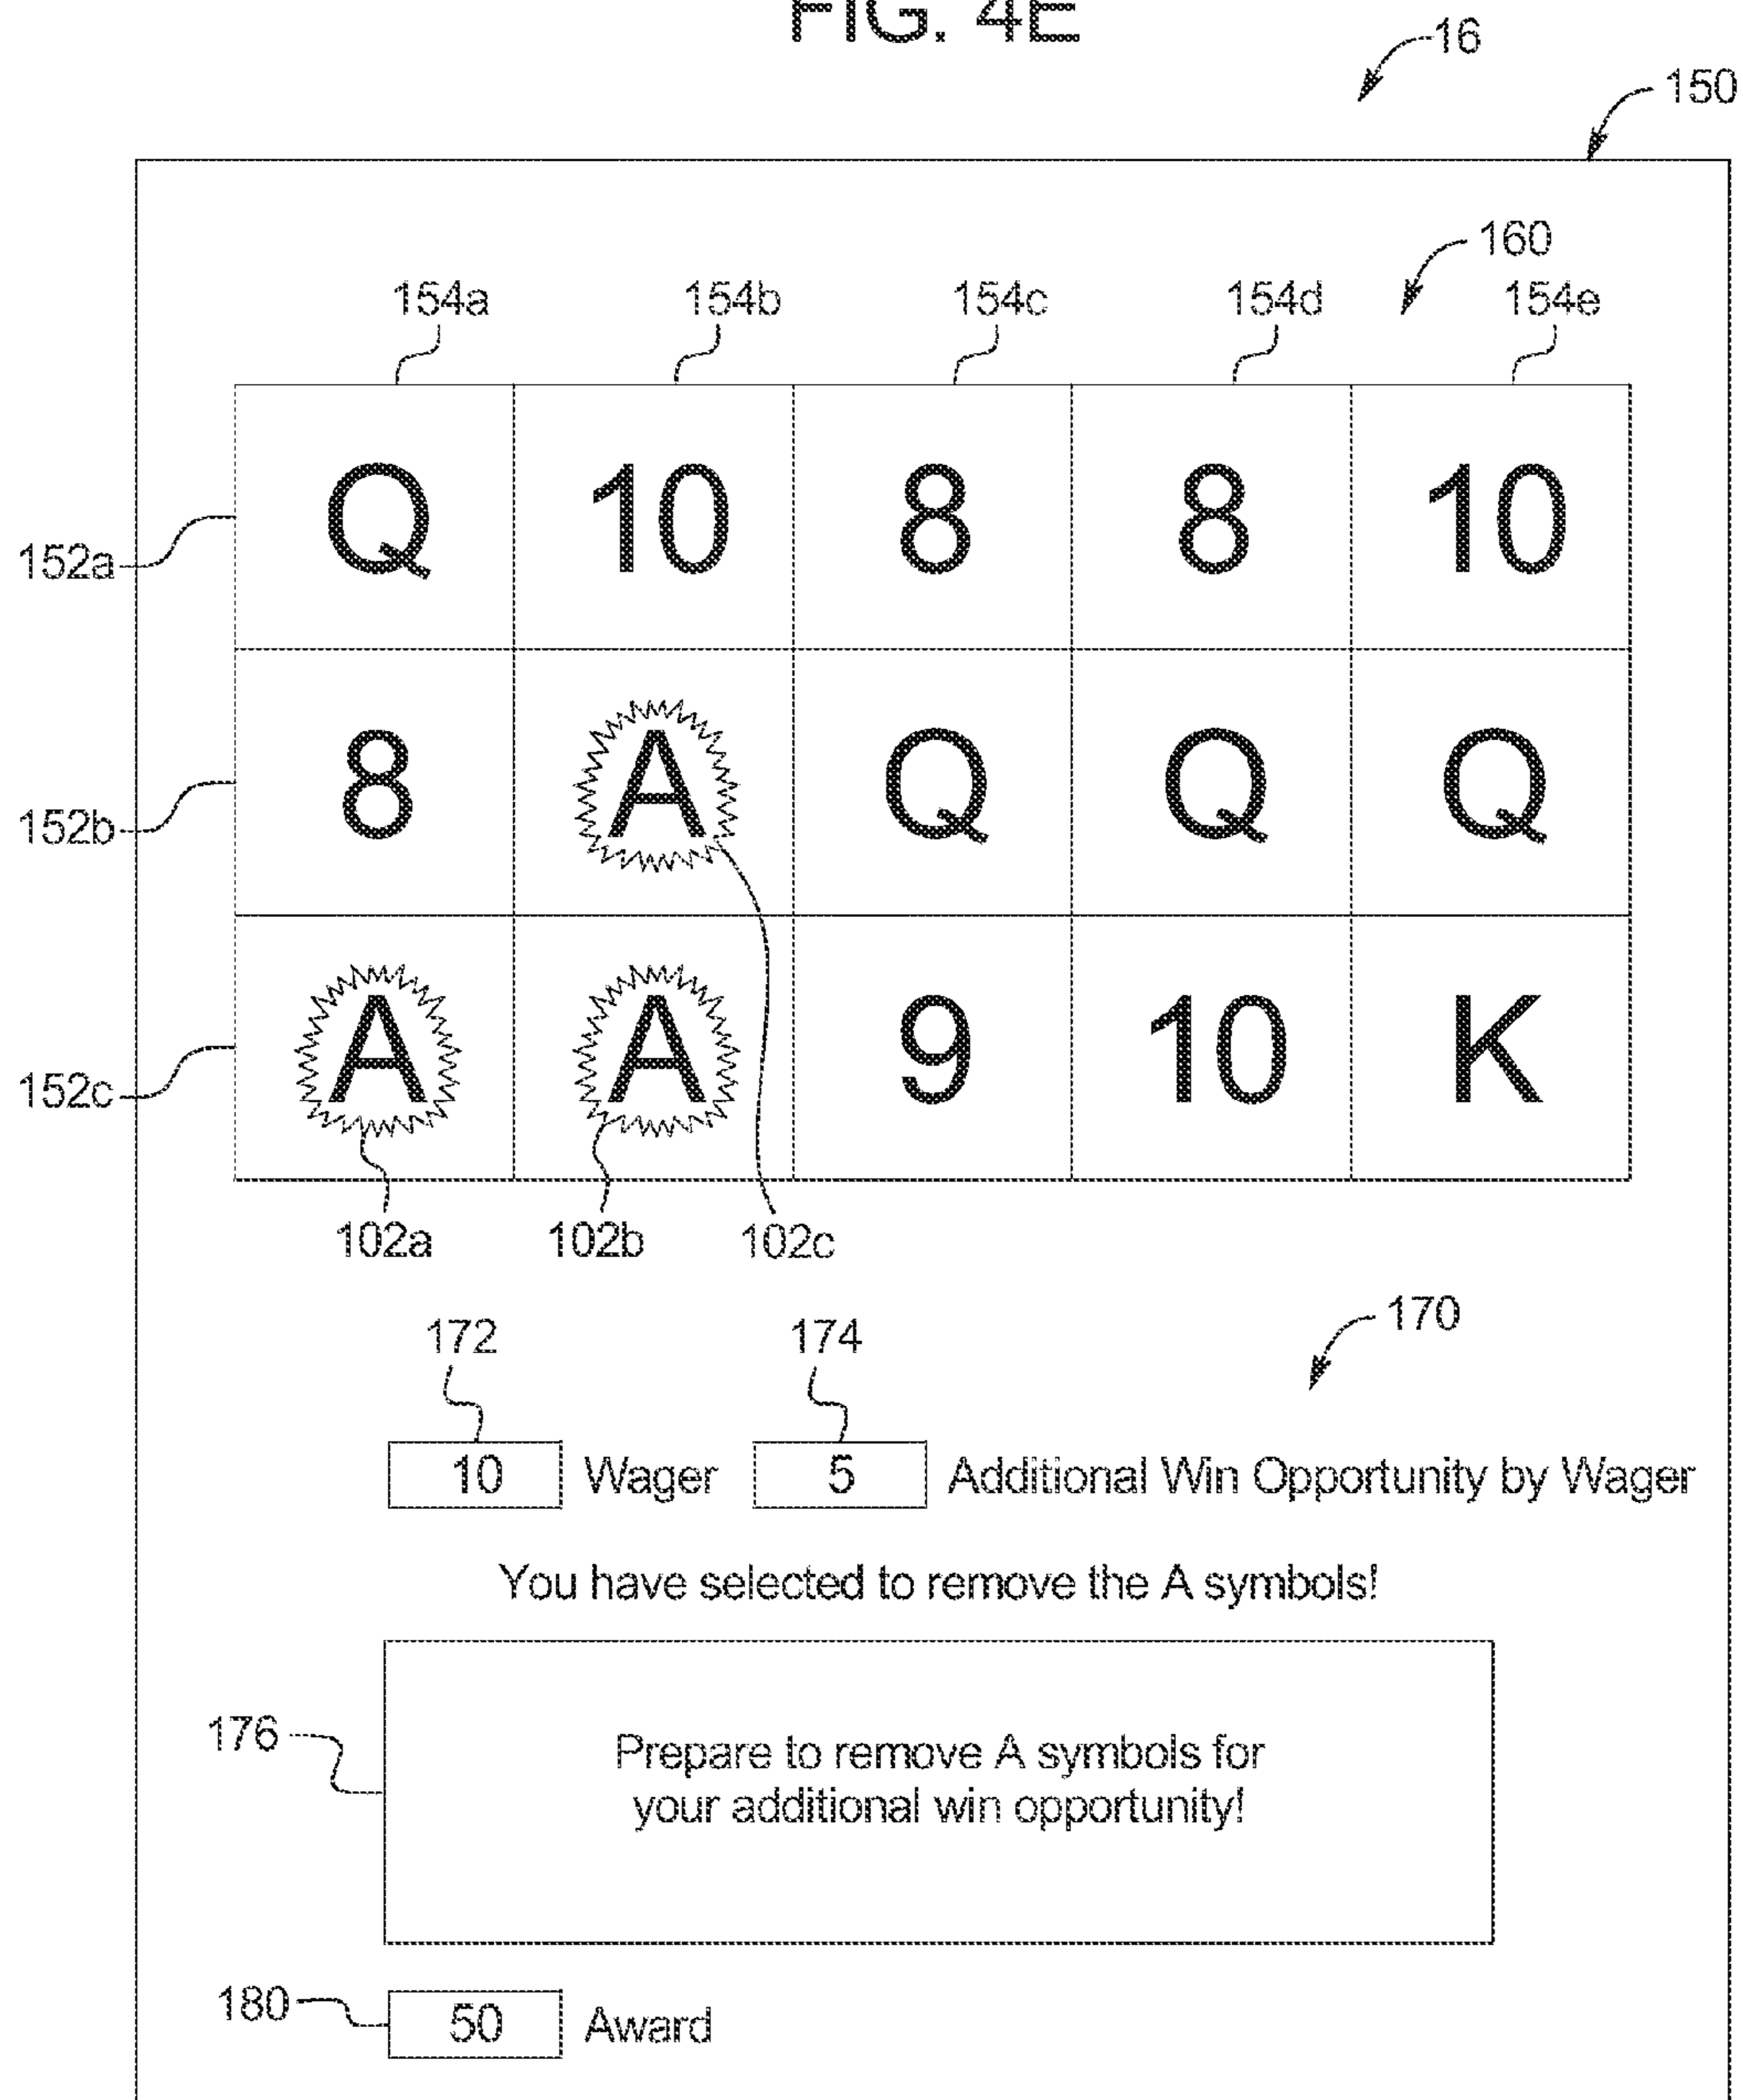 FIG. 4E
16
150
160
154a 154b 154c 154d 154e
152a Q 10 8 8 10
152b 8 A Q Q Q
152c A A 9 10 K
102a 102b 102c
170
172 174
10 Wager 5 Additional Win Opportunity by Wager
You have selected to remove the A symbols!
176
Prepare to remove A symbols for
your additional win opportunity!
180 50 Award